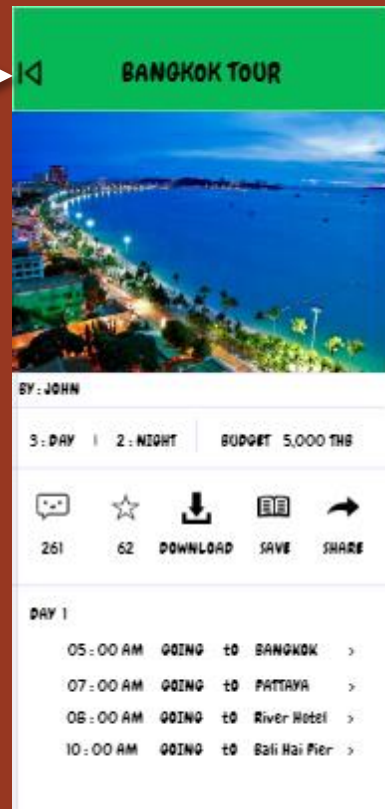 BANGKOK TOUR
BY : JOHN
3 : DAY | 2 : NIGHT BUDGET 5,000 THB
261 62 DOWNLOAD SAVE SHARE
DAY 1
05 : 00 AM GOING to BANGKOK >
07 : 00 AM GOING to PATTAYA >
08 : 00 AM GOING to River Hotel >
10 : 00 AM GOING to Bali Hai Pier >